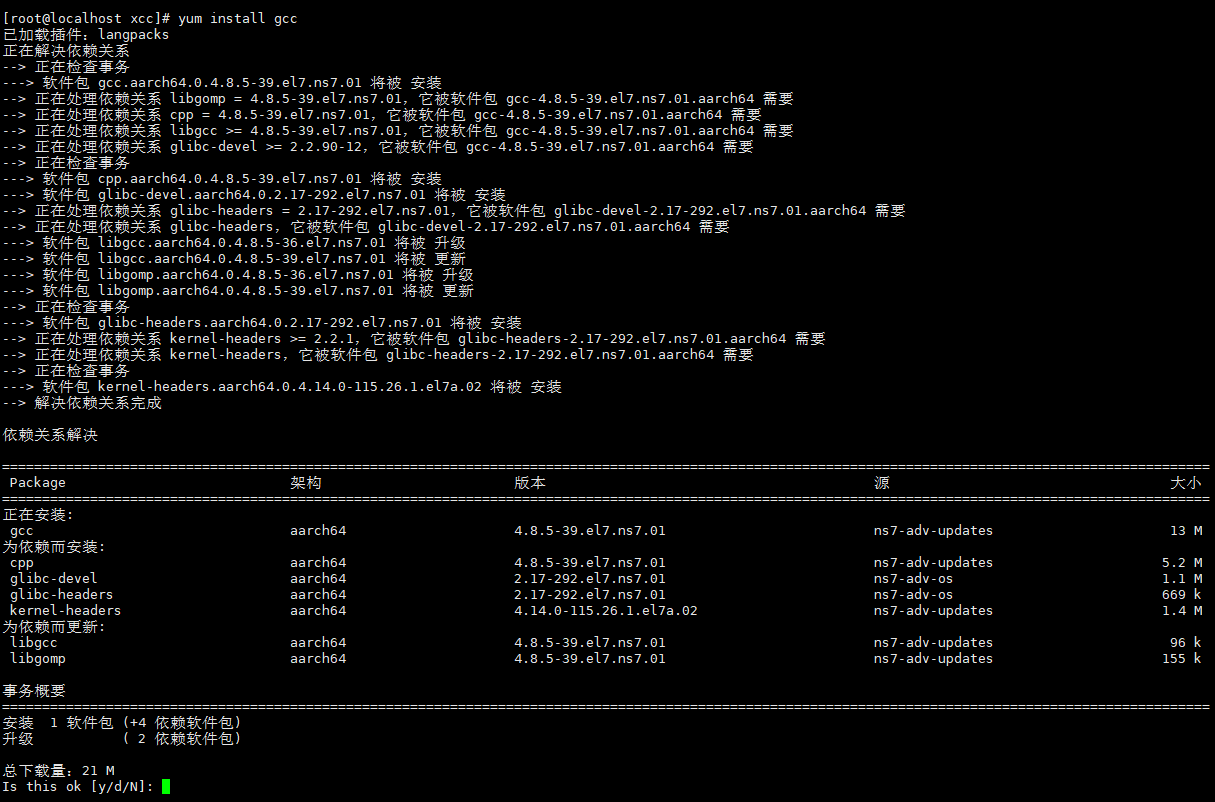 [root@localhost xcc]# yum install gcc
已加载插件：langpacks
正在解决依赖关系
--> 正在检查事务
---> 软件包 gcc.aarch64.0.4.8.5-39.el7.ns7.01 将被 安装
--> 正在处理依赖关系 libgomp = 4.8.5-39.el7.ns7.01，它被软件包 gcc-4.8.5-39.el7.ns7.01.aarch64 需要
--> 正在处理依赖关系 cpp = 4.8.5-39.el7.ns7.01，它被软件包 gcc-4.8.5-39.el7.ns7.01.aarch64 需要
--> 正在处理依赖关系 libgcc >= 4.8.5-39.el7.ns7.01，它被软件包 gcc-4.8.5-39.el7.ns7.01.aarch64 需要
--> 正在处理依赖关系 glibc-devel >= 2.2.90-12，它被软件包 gcc-4.8.5-39.el7.ns7.01.aarch64 需要
--> 正在检查事务
---> 软件包 cpp.aarch64.0.4.8.5-39.el7.ns7.01 将被 安装
---> 软件包 glibc-devel.aarch64.0.2.17-292.el7.ns7.01 将被 安装
--> 正在处理依赖关系 glibc-headers = 2.17-292.el7.ns7.01，它被软件包 glibc-devel-2.17-292.el7.ns7.01.aarch64 需要
--> 正在处理依赖关系 glibc-headers，它被软件包 glibc-devel-2.17-292.el7.ns7.01.aarch64 需要
---> 软件包 libgcc.aarch64.0.4.8.5-36.el7.ns7.01 将被 升级
---> 软件包 libgcc.aarch64.0.4.8.5-39.el7.ns7.01 将被 更新
---> 软件包 libgomp.aarch64.0.4.8.5-36.el7.ns7.01 将被 升级
---> 软件包 libgomp.aarch64.0.4.8.5-39.el7.ns7.01 将被 更新
--> 正在检查事务
---> 软件包 glibc-headers.aarch64.0.2.17-292.el7.ns7.01 将被 安装
--> 正在处理依赖关系 kernel-headers >= 2.2.1，它被软件包 glibc-headers-2.17-292.el7.ns7.01.aarch64 需要
--> 正在处理依赖关系 kernel-headers，它被软件包 glibc-headers-2.17-292.el7.ns7.01.aarch64 需要
--> 正在检查事务
---> 软件包 kernel-headers.aarch64.0.4.14.0-115.26.1.el7a.02 将被 安装
--> 解决依赖关系完成
依赖关系解决
Package 架构 版本 源 大小
正在安装:
gcc aarch64 4.8.5-39.el7.ns7.01 ns7-adv-updates 13 M
为依赖而安装:
cpp aarch64 4.8.5-39.el7.ns7.01 ns7-adv-updates 5.2 M
glibc-devel aarch64 2.17-292.el7.ns7.01 ns7-adv-os 1.1 M
glibc-headers aarch64 2.17-292.el7.ns7.01 ns7-adv-os 669 k
kernel-headers aarch64 4.14.0-115.26.1.el7a.02 ns7-adv-updates 1.4 M
为依赖而更新:
libgcc aarch64 4.8.5-39.el7.ns7.01 ns7-adv-updates 96 k
libgomp aarch64 4.8.5-39.el7.ns7.01 ns7-adv-updates 155 k
事务概要
安装 1 软件包 (+4 依赖软件包)
升级 ( 2 依赖软件包)
总下载量：21 M
Is this ok [y/d/N]: